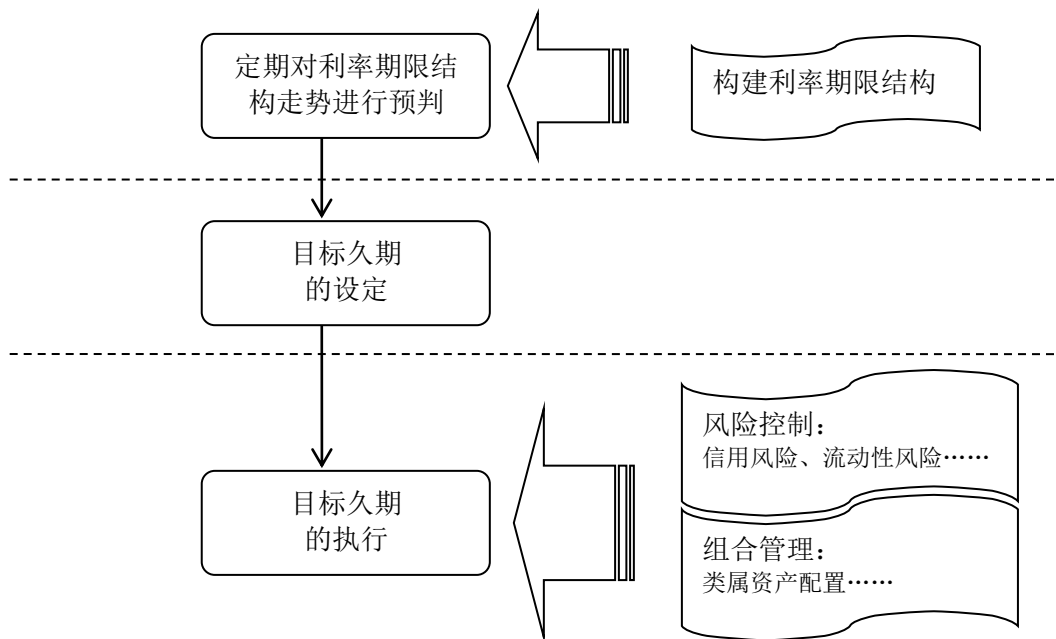 定期对利率期限结
构走势进行预判
构建利率期限结构
目标久期
的设定
风险控制：
信用风险、流动性风险……
目标久期
的执行
组合管理：
类属资产配置……